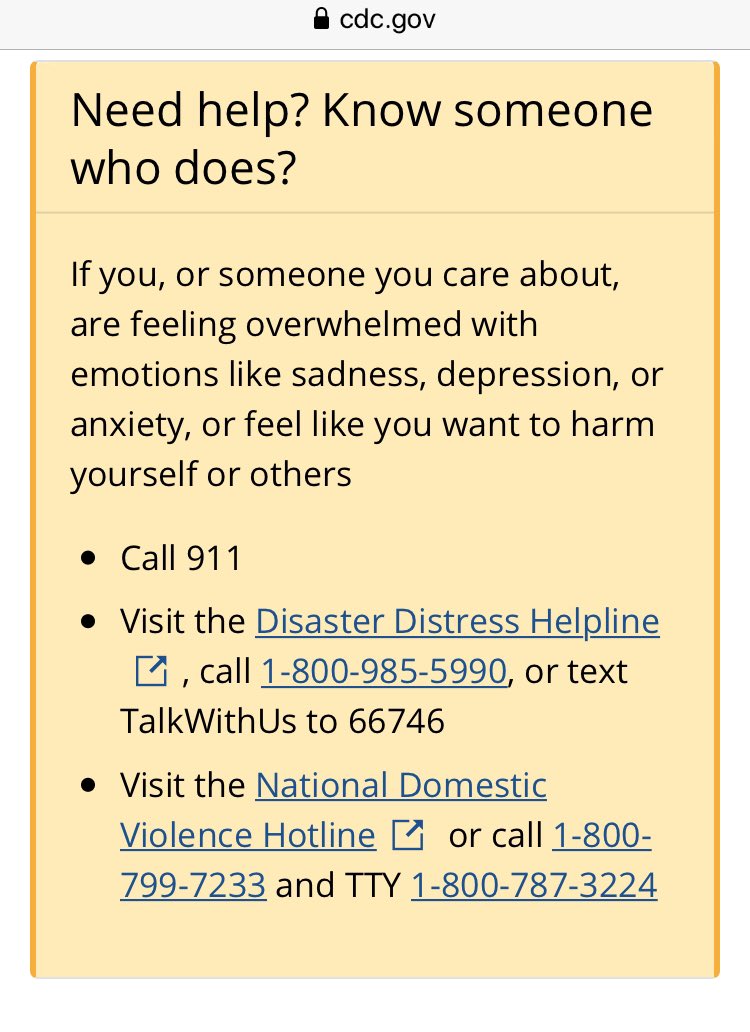 cdc.gov
Need help? Know someone
who does?
If you, or someone you care about,
are feeling overwhelmed with
emotions like sadness, depression, or
anxiety, or feel like you want to harm
yourself or others
• Call 911
• Visit the Disaster Distress Helpline
, call 1-800-985-5990, or text
TalkWithUs to 66746
• Visit the National Domestic
Violence Hotline or call 1-800-
799-7233 and TTY 1-800-787-3224